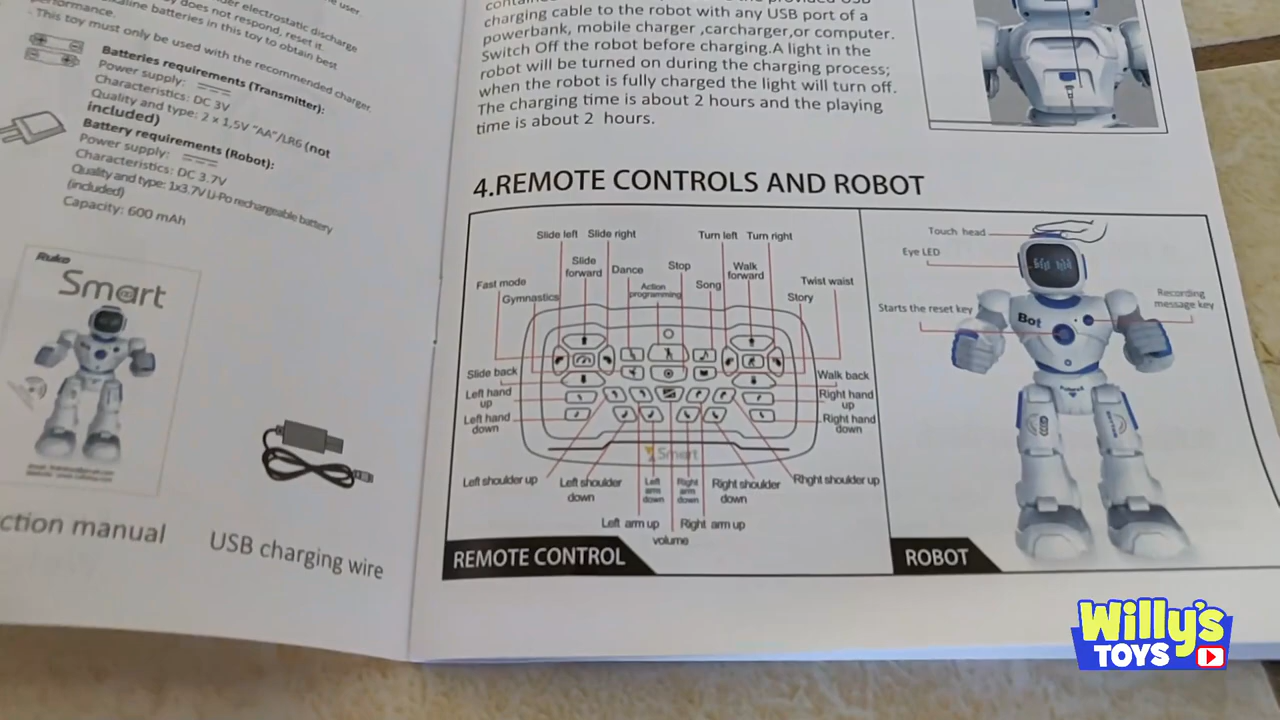 user.
electrostatic discharge
y does not respond, reset it.
kaline batteries in this toy to obtain best
performance.
This toy must only be used with the recommended charger.
Batteries requirements (Transmitter):
Power supply:
Characteristics: DC 3V
Quality and type: 2 x 1,5V "AA"/LR6 (not
included)
Battery requirements (Robot):
Power supply:
Characteristics: DC 3.7V
Quality and type: 1x3.7V Li-Po rechargeable battery
(included)
Capacity: 600 mAh
Ruko
Smart
ction manual
USB charging wire
charging cable to the robot with any USB port of a
powerbank, mobile charger ,carcharger,or computer.
Switch Off the robot before charging.A light in the
robot will be turned on during the charging process;
when the robot is fully charged the light will turn off.
The charging time is about 2 hours and the playing
time is about 2 hours.
4.REMOTE CONTROLS AND ROBOT
Slide left
Slide right
Turn left
Turn right
Slide
forward
Dance
Stop
Walk
forward
Fast mode
Gymnastics
Action
programming
Song
Story
Twist waist
Slide back
Walk back
Left hand
up
Right hand
up
Left hand
down
Right hand
down
Smart
Left shoulder up
Left shoulder
down
Left
arm
down
Right
arm
down
Right shoulder
down
Rhght shoulder up
Left arm up
Right arm up
volume
REMOTE CONTROL
Touch head
Eye LED
Starts the reset key
Recording
message key
Bot
ROBOT
Willy's
TOYS